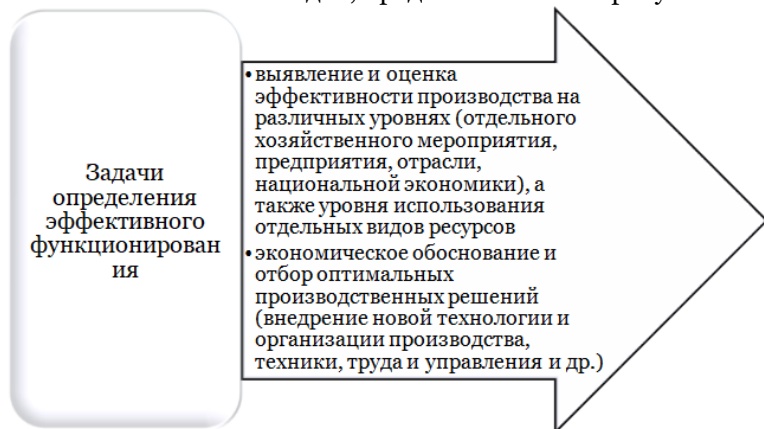 Задачи
определения
эффективного
функционирован
ия
• выявление и оценка
эффективности производства на
различных уровнях (отдельного
хозяйственного мероприятия,
предприятия, отрасли,
национальной экономики), а
также уровня использования
отдельных видов ресурсов
• экономическое обоснование и
отбор оптимальных
производственных решений
(внедрение новой технологии и
организации производства,
техники, труда и управления и др.)